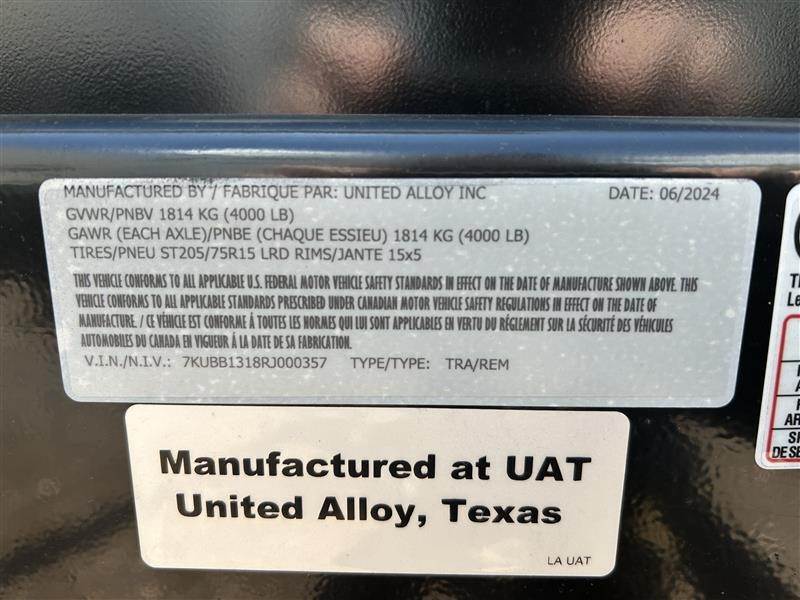 MANUFACTURED BY/ FABRIQUE PAR: UNITED ALLOY INC DATE: 06/2024
GVWR/PNBV 1814 KG (4000 LB)
GAWR (EACH AXLE)/PNBE (CHAQUE ESSIEU) 1814 KG (4000 LB)
TIRES/PNEU ST205/75R15 LRD RIMS/JANTE 15x5
THIS VEHICLE CONFORMS TO ALL APPLICABLE U.S. FEDERAL MOTOR VEHICLE SAFETY STANDARDS IN EFFECT ON THE DATE OF MANUFACTURE SHOWN ABOVE. THIS
VEHICLE CONFORMS TO ALL APPLICABLE STANDARDS PRESCRIBED UNDER CANADIAN MOTOR VEHICLE SAFETY REGULATIONS IN EFFECT ON THE DATE OF
MANUFACTURE. / CE VÉHICLE EST CONFORME Á TOUTES LES NORMES QUI LUI SONT APPLICABLES EN VERTU DU RÉGLEMENT SUR LA SÉCURITÉ DES VÉHICULES
AUTOMOBILES DU CANADA EN VIGUEUR Á LA DATE DE SA FABRICATION.
V.I.N./N.I.V.: 7KUBB1318RJ000357 TYPE/TYPE: TRA/REM
Manufactured at UAT
United Alloy, Texas
LA UAT